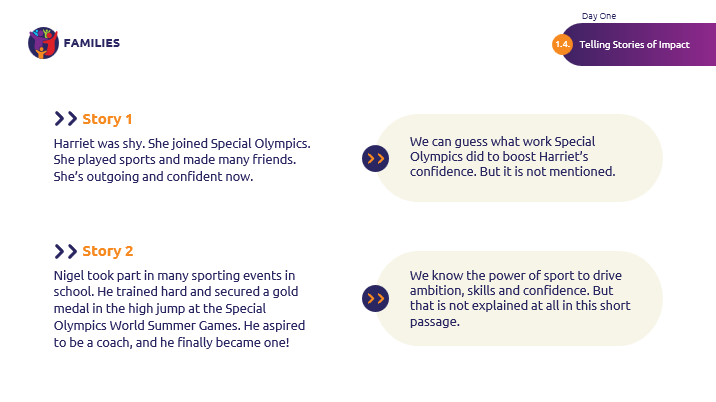 Day One
FAMILIES
1.4.
Telling Stories of Impact
Story 1
Harriet was shy. She joined Special Olympics.
She played sports and made many friends.
She's outgoing and confident now.
We can guess what work Special
Olympics did to boost Harriet's
confidence. But it is not mentioned.
Story 2
Nigel took part in many sporting events in
school. He trained hard and secured a gold
medal in the high jump at the Special
Olympics World Summer Games. He aspired
to be a coach, and he finally became one!
We know the power of sport to drive
ambition, skills and confidence. But
that is not explained at all in this short
passage.